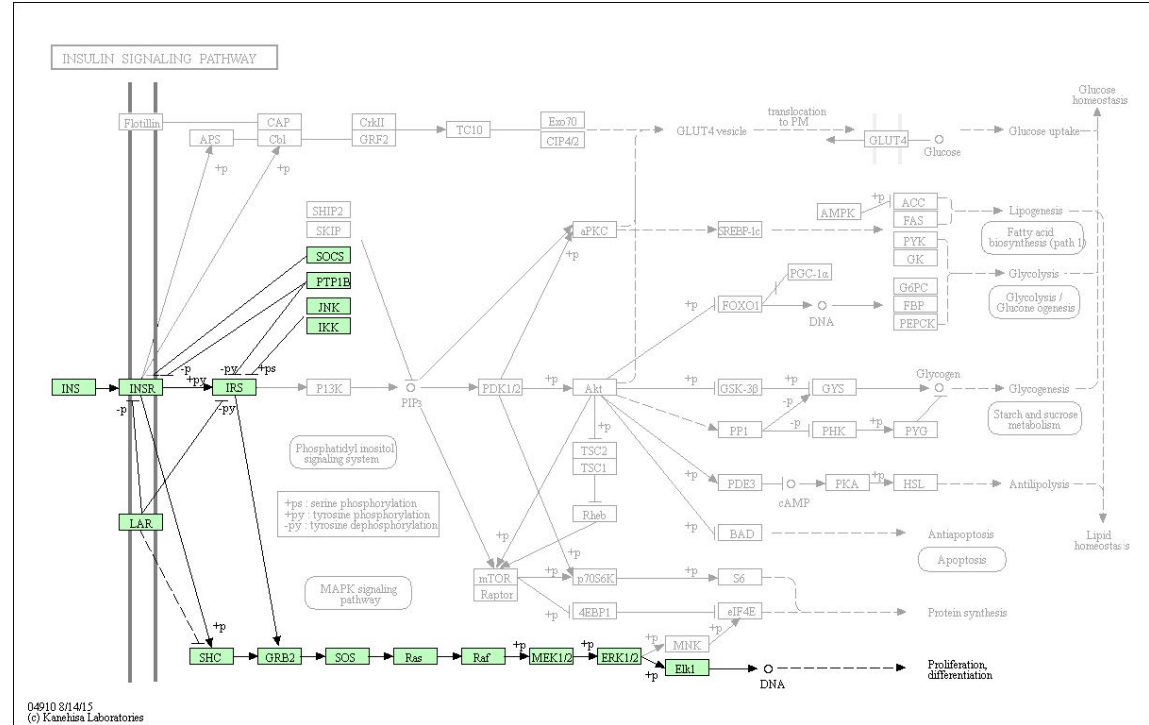 INSULIN SIGNALING PATHWAY
Glucose
homeostasis
Flotillin
CAP
CrkII
TC10
Exo70
APS
Cbl
GRF2
CIP4/2
GLUT4 vesicle
translocation
to PM
GLUT4
Glucose
Glucose uptake
+p
+p
SHIP2
SKIP
aPKC
+p
SREBP-1c
AMPK
+p
ACC
FAS
Lipogenesis
PYK
GK
Fatty acid
biosynthesis (path 1)
SOCS
PTP1B
JNK
IKK
PGC-1α
+p
FOXO1
DNA
G6PC
FBP
PEPCK
Glycolysis
Glycolysis /
Glucone ogenesis
-p
-py
+ps
INS
INSR
+py
IRS
P13K
PIP3
PDK1/2
+p
Akt
+p
GSK-3β
+p
GYS
Glycogen
Glycogenesis
-p
-py
-p
PP1
-p
PHK
+p
PYG
Starch and sucrose
metabolism
+p
TSC2
TSC1
Phosphatidyl inositol
signaling system
+p
PDE3
cAMP
PKA
+p
HSL
Antilipolysis
+ps : serine phosphorylation
+py : tyrosine phosphorylation
-py : tyrosine dephosphorylation
LAR
Rheb
+p
+p
BAD
Antiapoptosis
Apoptosis
Lipid
homeostasis
+p
mTOR
Raptor
+p
p70S6K
+p
S6
MAPK signaling
pathway
+p
4EBP1
+p
eIF4E
Protein synthesis
+p
MNK
+p
SHC
GRB2
SOS
Ras
Raf
+p
MEK1/2
+p
ERK1/2
+p
Elk1
DNA
Proliferation,
differentiation
04910 8/14/15
(c) Kanehisa Laboratories